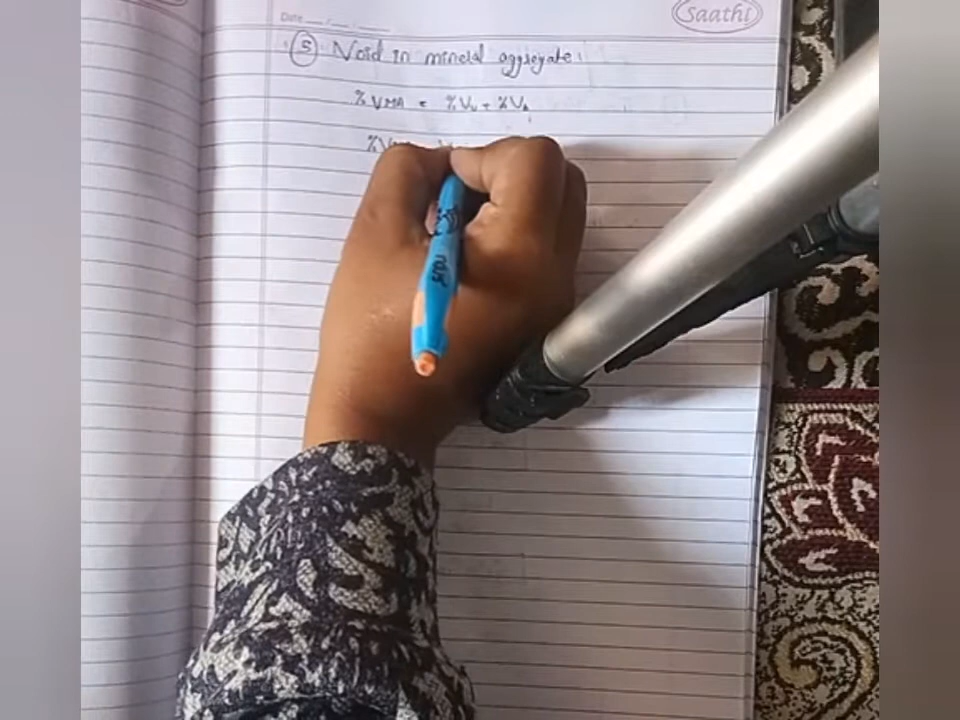 Date
Saathi
5 Void in mineral aggregate:
% VMA = % Vv + % Vb